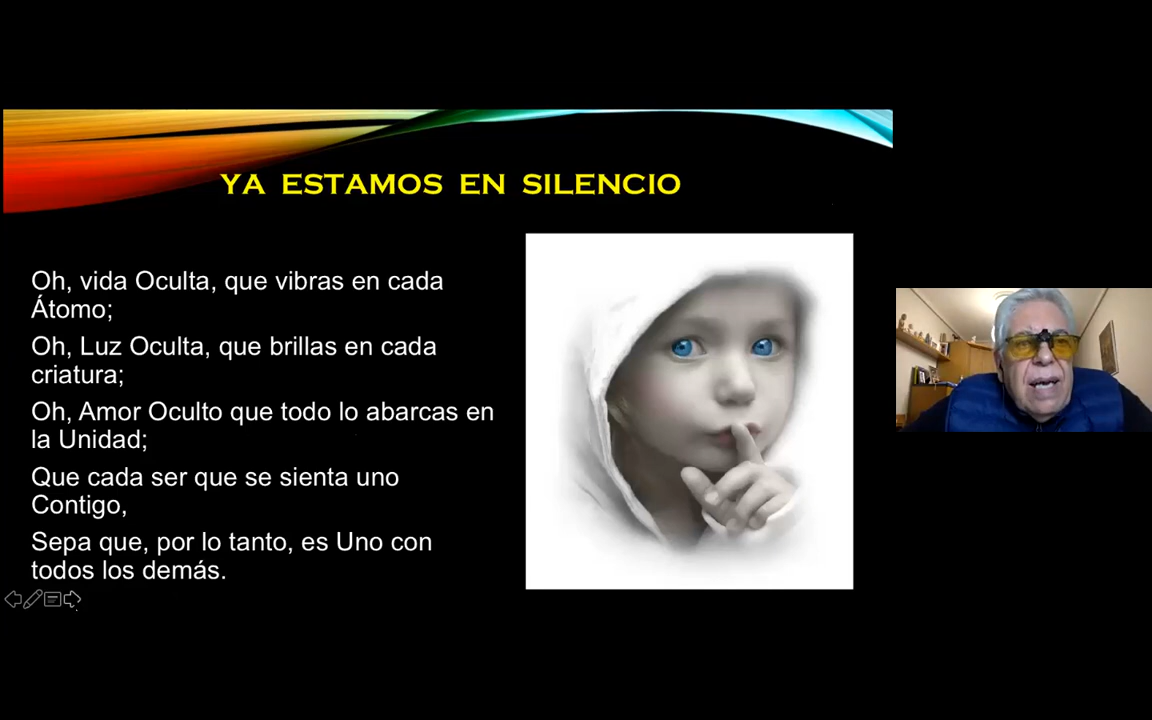 YA ESTAMOS EN SILENCIO
Oh, vida Oculta, que vibras en cada
Átomo;
Oh, Luz Oculta, que brillas en cada
criatura;
Oh, Amor Oculto que todo lo abarcas en
la Unidad;
Que cada ser que se sienta uno
Contigo,
Sepa que, por lo tanto, es Uno con
todos los demás.